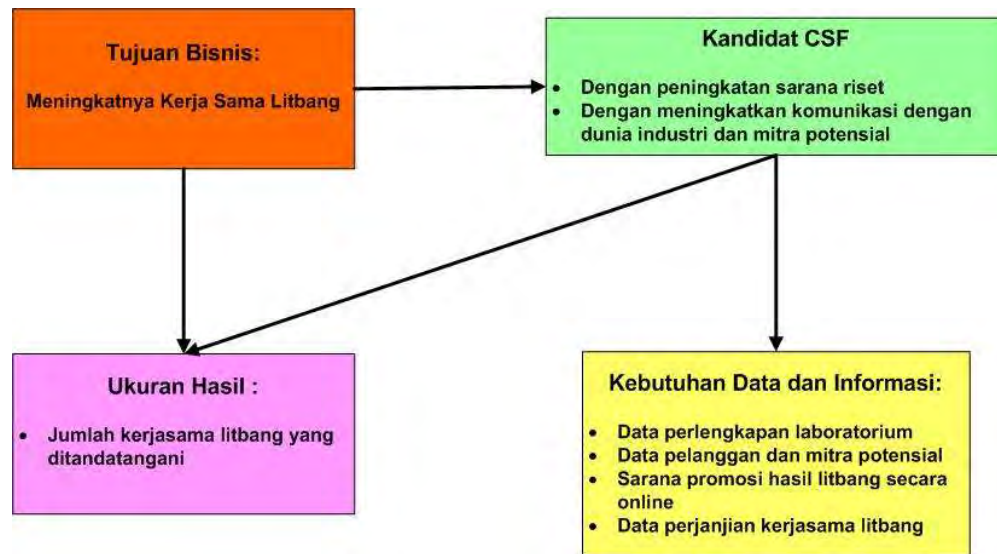 Tujuan Bisnis:
Meningkatnya Kerja Sama Litbang
Kandidat CSF
• Dengan peningkatan sarana riset
• Dengan meningkatkan komunikasi dengan
dunia industri dan mitra potensial
Ukuran Hasil :
• Jumlah kerjasama litbang yang
ditandatangani
Kebutuhan Data dan Informasi:
• Data perlengkapan laboratorium
• Data pelanggan dan mitra potensial
• Sarana promosi hasil litbang secara
online
• Data perjanjian kerjasama litbang